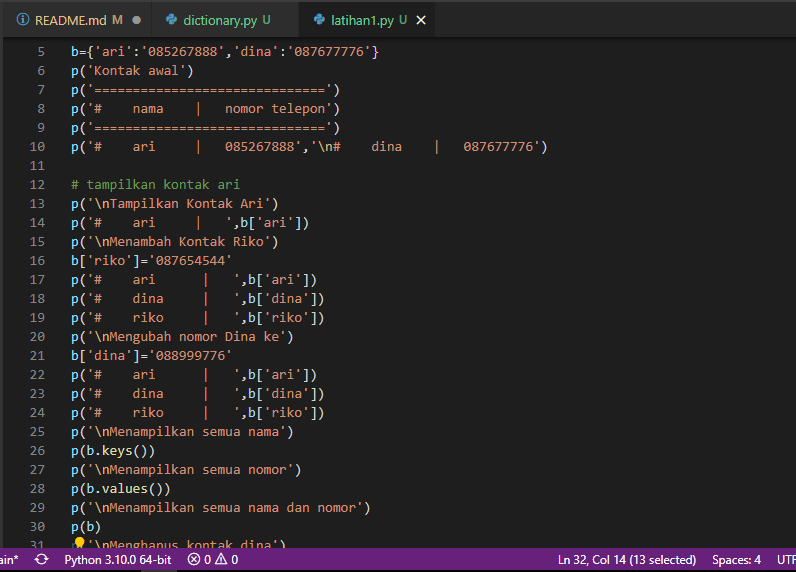 README.md M ● dictionary.py U latihan1.py U ×
5 b={'ari':'085267888','dina':'087677776'}
6 p('Kontak awal')
7 p('==============================')
8 p('#    nama    |   nomor telepon')
9 p('==============================')
10 p('#    ari     |   085267888','\n#    dina    |   087677776')
11
12 # tampilkan kontak ari
13 p('\nTampilkan Kontak Ari')
14 p('#    ari     |   ',b['ari'])
15 p('\nMenambah Kontak Riko')
16 b['riko']='087654544'
17 p('#    ari      |   ',b['ari'])
18 p('#    dina     |   ',b['dina'])
19 p('#    riko     |   ',b['riko'])
20 p('\nMengubah nomor Dina ke')
21 b['dina']='088999776'
22 p('#    ari      |   ',b['ari'])
23 p('#    dina     |   ',b['dina'])
24 p('#    riko     |   ',b['riko'])
25 p('\nMenampilkan semua nama')
26 p(b.keys())
27 p('\nMenampilkan semua nomor')
28 p(b.values())
29 p('\nMenampilkan semua nama dan nomor')
30 p(b)
31 '\nMenghapus kontak dina')
ain* Python 3.10.0 64-bit 0 0 Ln 32, Col 14 (13 selected) Spaces: 4 UTF